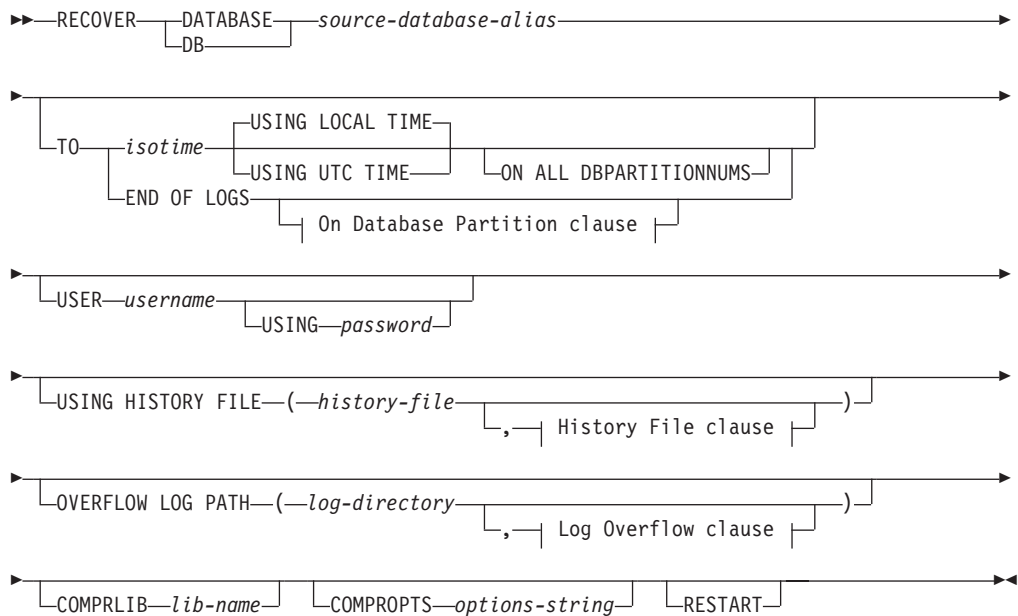 RECOVER DATABASE source-database-alias
DB
USING LOCAL TIME
TO isotime
USING UTC TIME ON ALL DBPARTITIONNUMS
END OF LOGS
On Database Partition clause
USER username
USING password
USING HISTORY FILE ( history-file )
, History File clause
OVERFLOW LOG PATH ( log-directory )
, Log Overflow clause
COMPRLIB lib-name COMPROPTS options-string RESTART